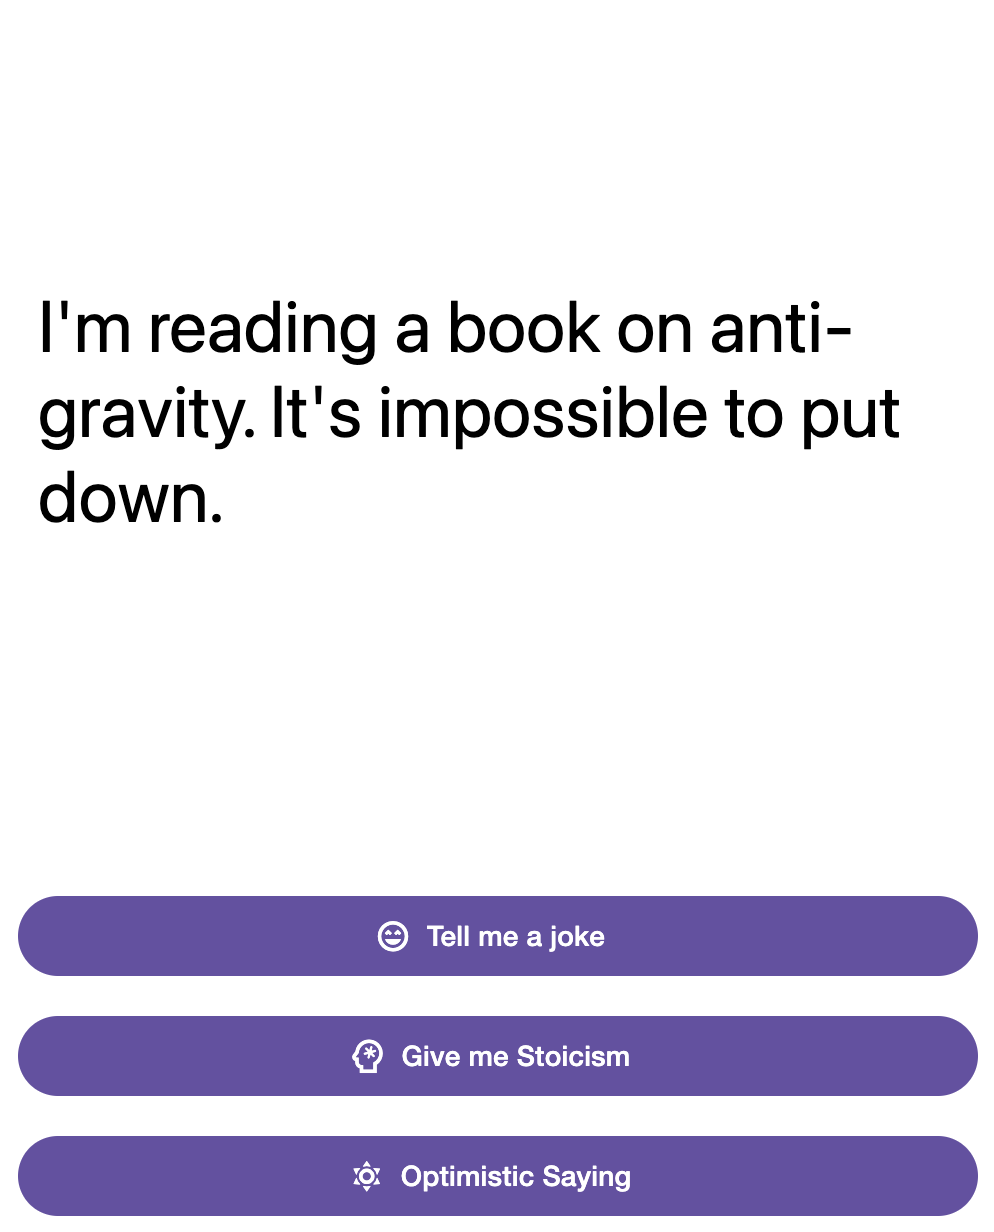 I'm reading a book on anti-
gravity. It's impossible to put
down.
Tell me a joke
Give me Stoicism
Optimistic Saying